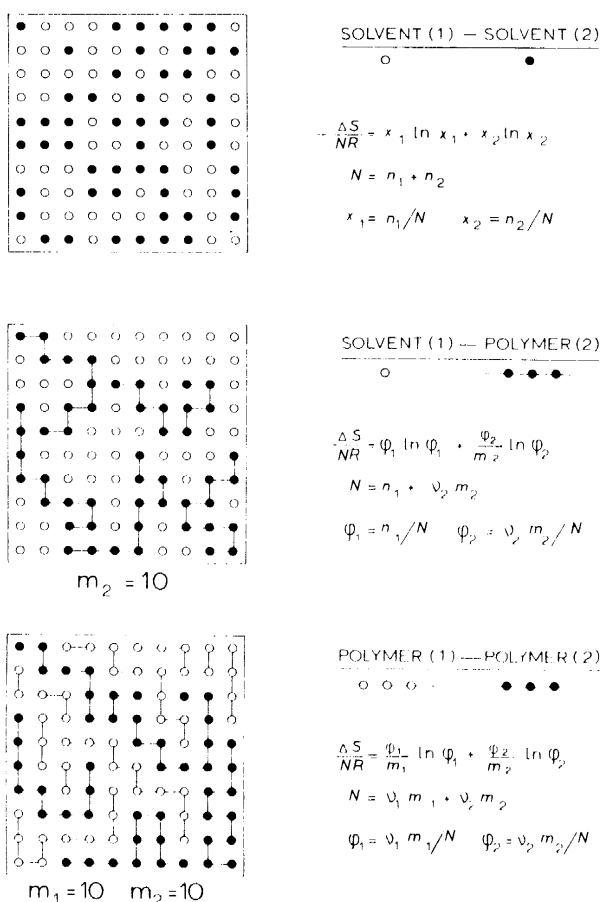 SOLVENT (1) — SOLVENT (2)
- ΔS/NR = x₁ ln x₁ + x₂ ln x₂
N = n₁ + n₂
x₁ = n₁/N x₂ = n₂/N
SOLVENT (1) — POLYMER (2)
- ΔS/NR = φ₁ ln φ₁ + φ₂/m₂ ln φ₂
N = n₁ + ν₂ m₂
φ₁ = n₁/N φ₂ = ν₂ m₂/N
m₂ = 10
POLYMER (1) — POLYMER (2)
- ΔS/NR = φ₁/m₁ ln φ₁ + φ₂/m₂ ln φ₂
N = ν₁ m₁ + ν₂ m₂
φ₁ = ν₁ m₁/N φ₂ = ν₂ m₂/N
m₁ = 10 m₂ = 10